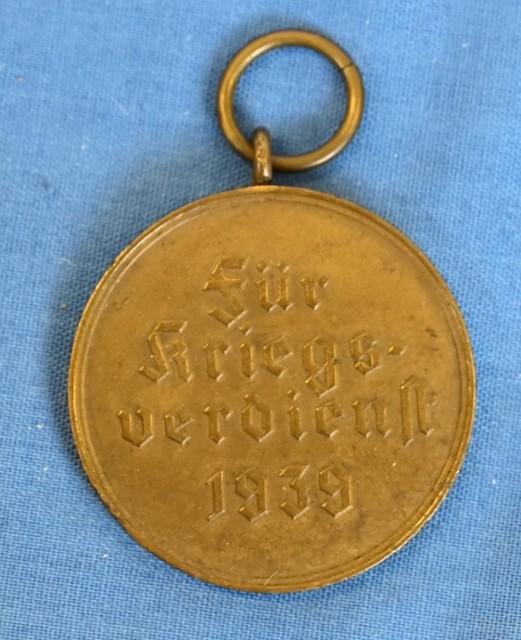 Für
Kriegs-
verdienst
1939